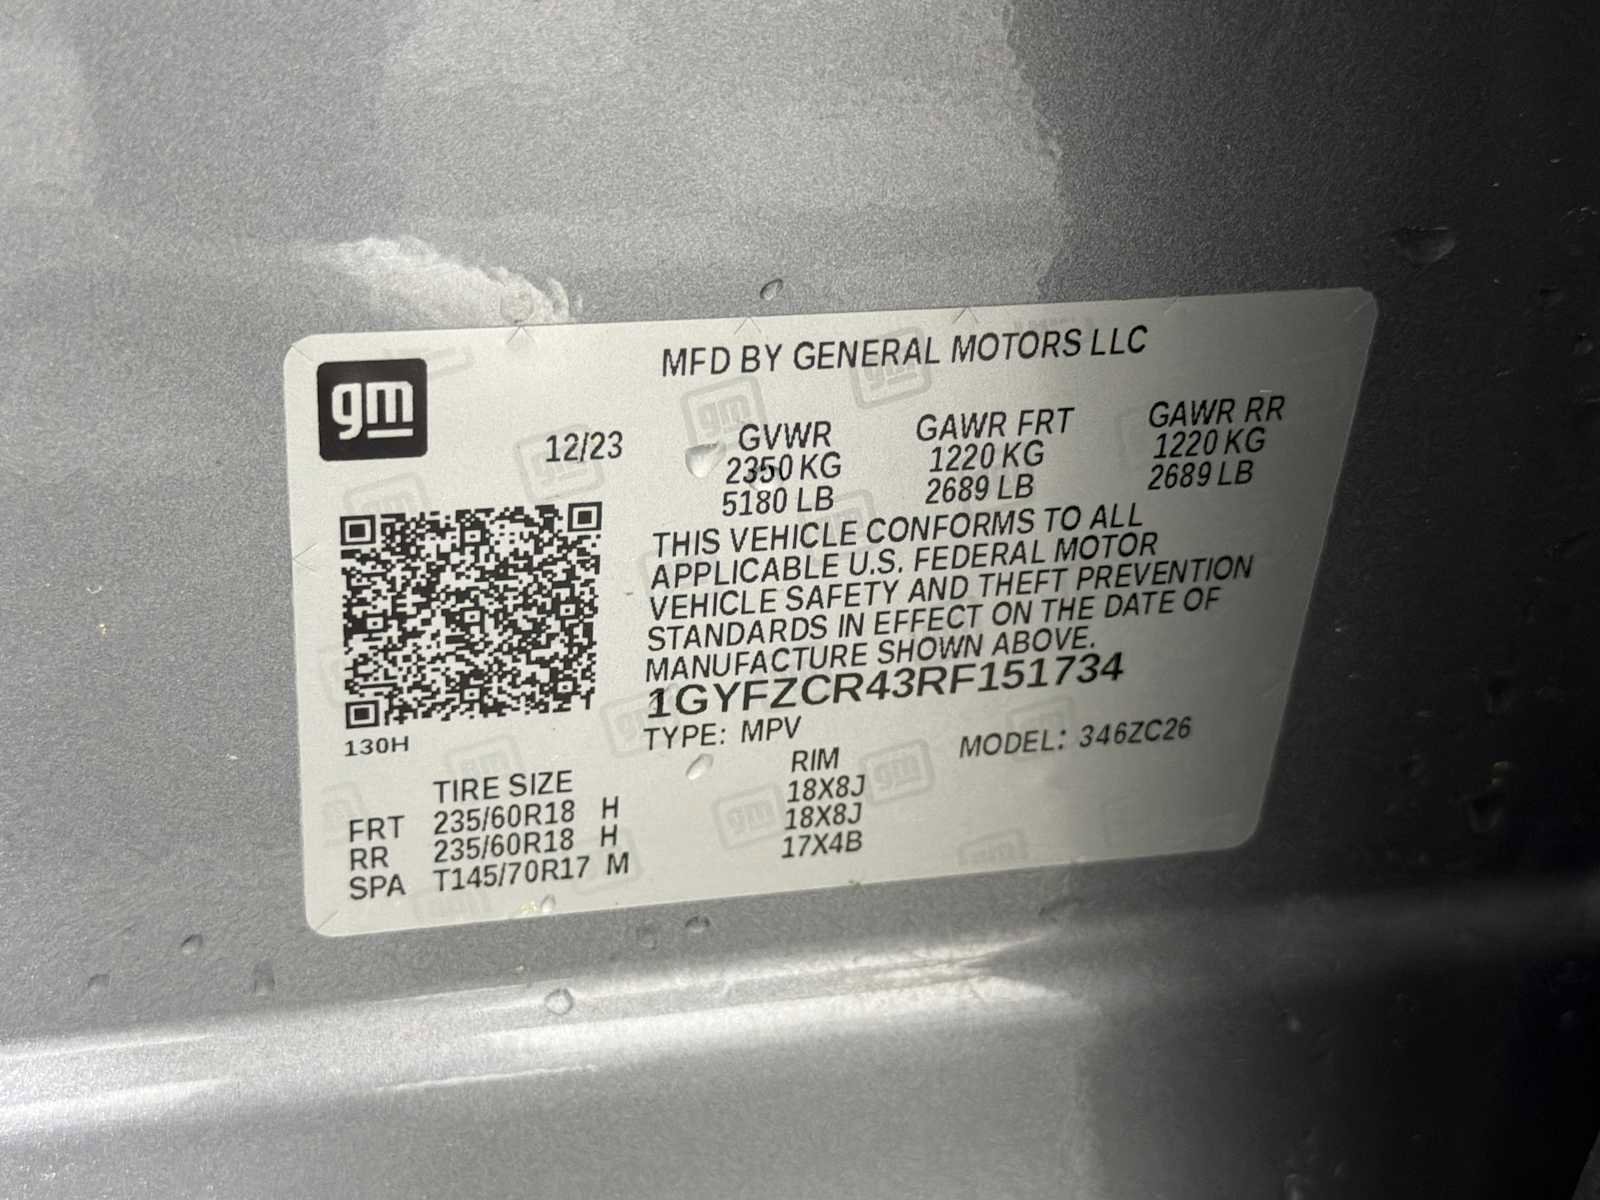 gm
MFD BY GENERAL MOTORS LLC
12/23
GVWR GAWR FRT GAWR RR
2350 KG 1220 KG 1220 KG
5180 LB 2689 LB 2689 LB
THIS VEHICLE CONFORMS TO ALL
APPLICABLE U.S. FEDERAL MOTOR
VEHICLE SAFETY AND THEFT PREVENTION
STANDARDS IN EFFECT ON THE DATE OF
MANUFACTURE SHOWN ABOVE.
1GYFZCR43RF151734
TYPE: MPV MODEL: 346ZC26
130H
TIRE SIZE RIM
FRT 235/60R18 H 18X8J
RR 235/60R18 H 18X8J
SPA T145/70R17 M 17X4B